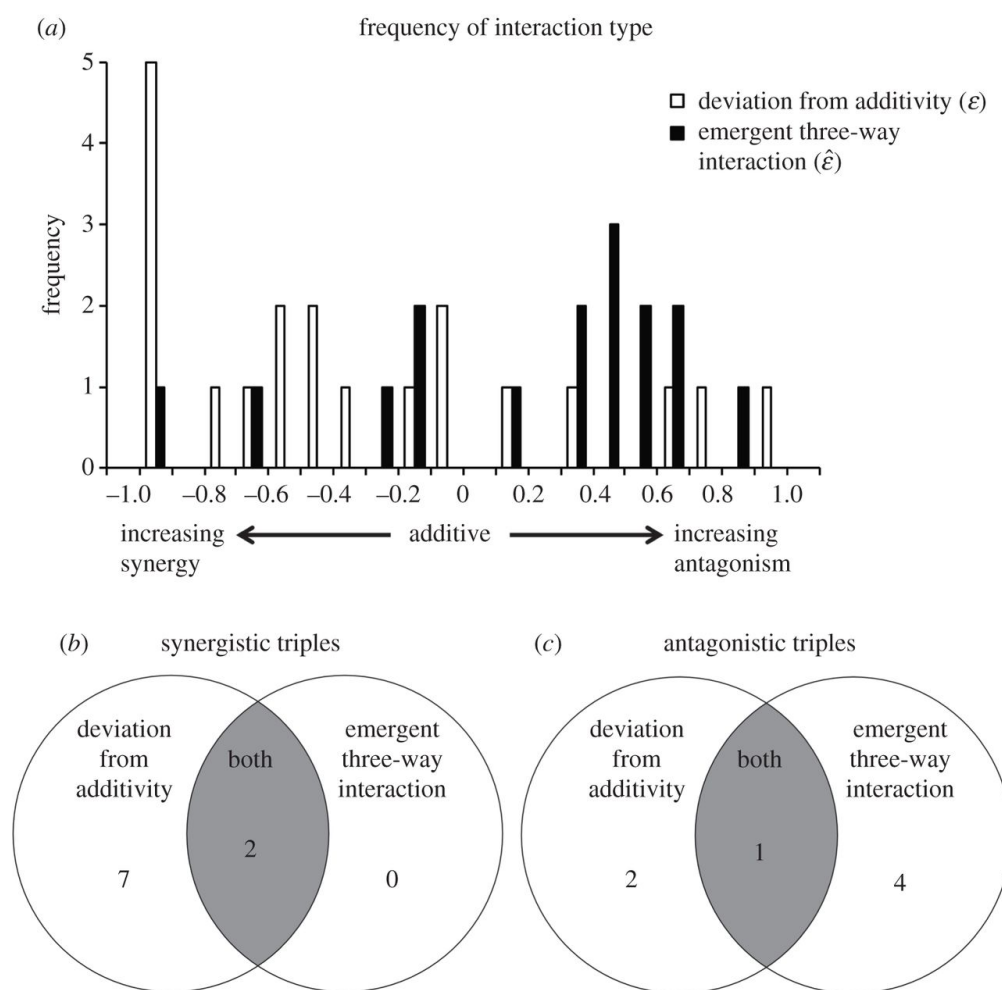 (a) frequency of interaction type
5
deviation from additivity (ε)
emergent three-way
interaction (ε̂)
4
3
frequency
2
1
0
–1.0 –0.8 –0.6 –0.4 –0.2 0 0.2 0.4 0.6 0.8 1.0
increasing additive increasing
synergy antagonism
(b) synergistic triples (c) antagonistic triples
deviation
from
additivity
both
emergent
three-way
interaction
7
2
0
deviation
from
additivity
both
emergent
three-way
interaction
2
1
4